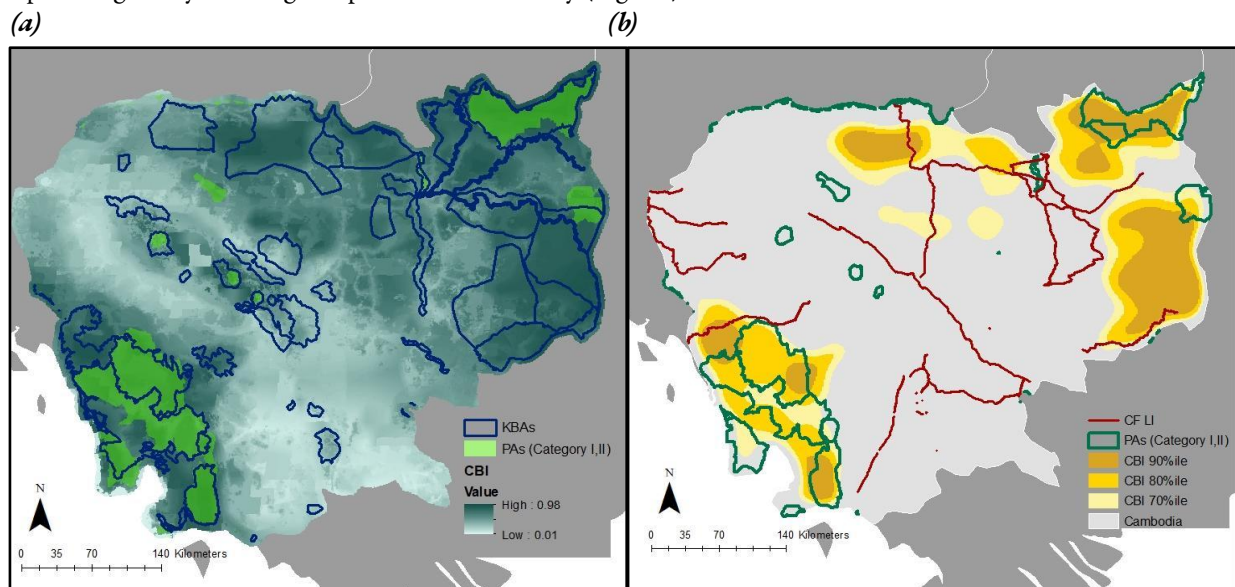 (a)
(b)
KBAs
PAs (Category I,II)
CBI
Value
High : 0.98
Low : 0.01
N
0 35 70 140 Kilometers
CF LI
PAs (Category I,II)
CBI 90%ile
CBI 80%ile
CBI 70%ile
Cambodia
N
0 35 70 140 Kilometers